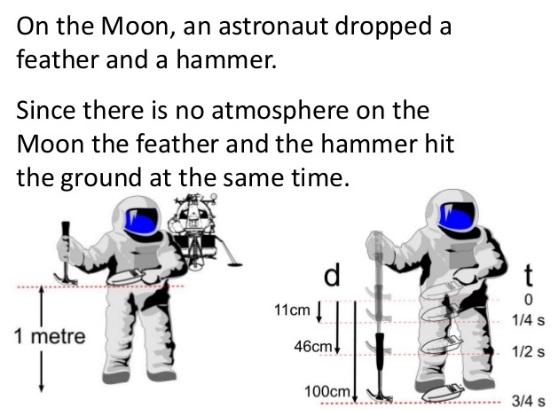 On the Moon, an astronaut dropped a
feather and a hammer.
Since there is no atmosphere on the
Moon the feather and the hammer hit
the ground at the same time.
1 metre
d
t
0
11cm
1/4 s
46cm
1/2 s
100cm
3/4 s